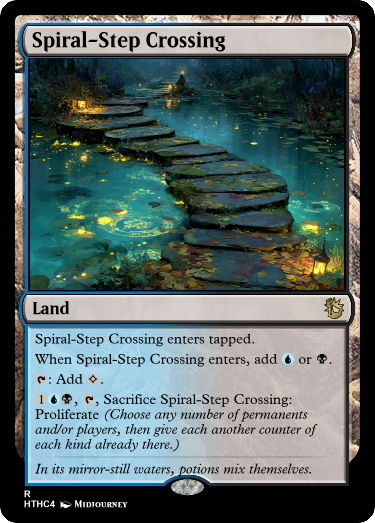 Spiral-Step Crossing
Land
Spiral-Step Crossing enters tapped.
When Spiral-Step Crossing enters, add or .
: Add .
1 , , Sacrifice Spiral-Step Crossing:
Proliferate (Choose any number of permanents
and/or players, then give each another counter of
each kind already there.)
In its mirror-still waters, potions mix themselves.
R
HTHC4 Midjourney